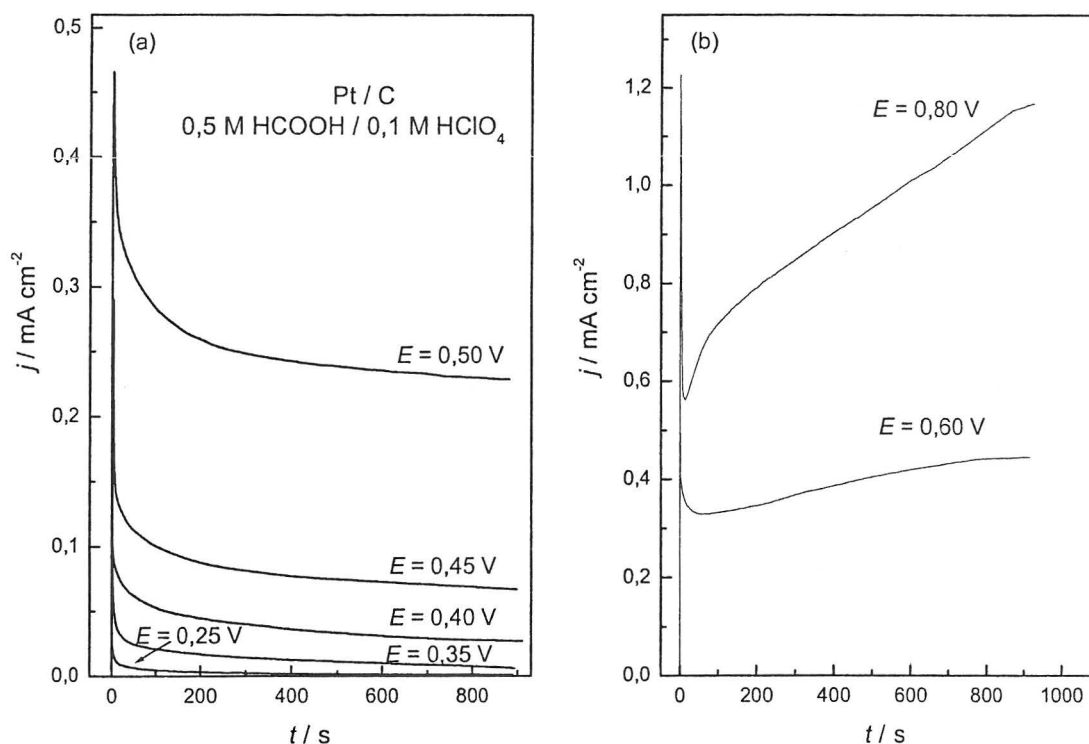 (a)
Pt / C
0,5 M HCOOH / 0,1 M HClO₄
E = 0,50 V
E = 0,45 V
E = 0,40 V
E = 0,25 V
E = 0,35 V
0,5
0,4
0,3
0,2
0,1
0,0
j / mA cm⁻²
0 200 400 600 800
t / s
(b)
E = 0,80 V
E = 0,60 V
1,2
1,0
0,8
0,6
0,4
0,2
0,0
j / mA cm⁻²
0 200 400 600 800 1000
t / s